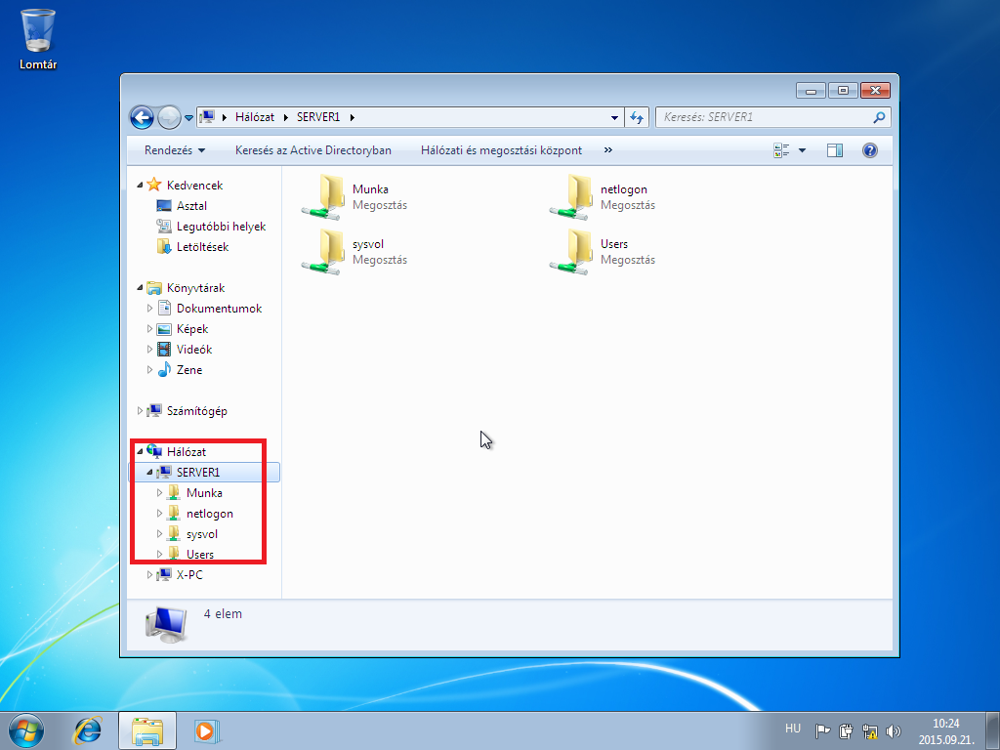 Lomtár
Hálózat SERVER1
Keresés: SERVER1
Rendezés Keresés az Active Directoryban Hálózati és megosztási központ »
Kedvencek
Asztal
Legutóbbi helyek
Letöltések
Könyvtárak
Dokumentumok
Képek
Videók
Zene
Számítógép
Hálózat
SERVER1
Munka
netlogon
sysvol
Users
X-PC
Munka
Megosztás
netlogon
Megosztás
sysvol
Megosztás
Users
Megosztás
4 elem
HU
10:24
2015.09.21.